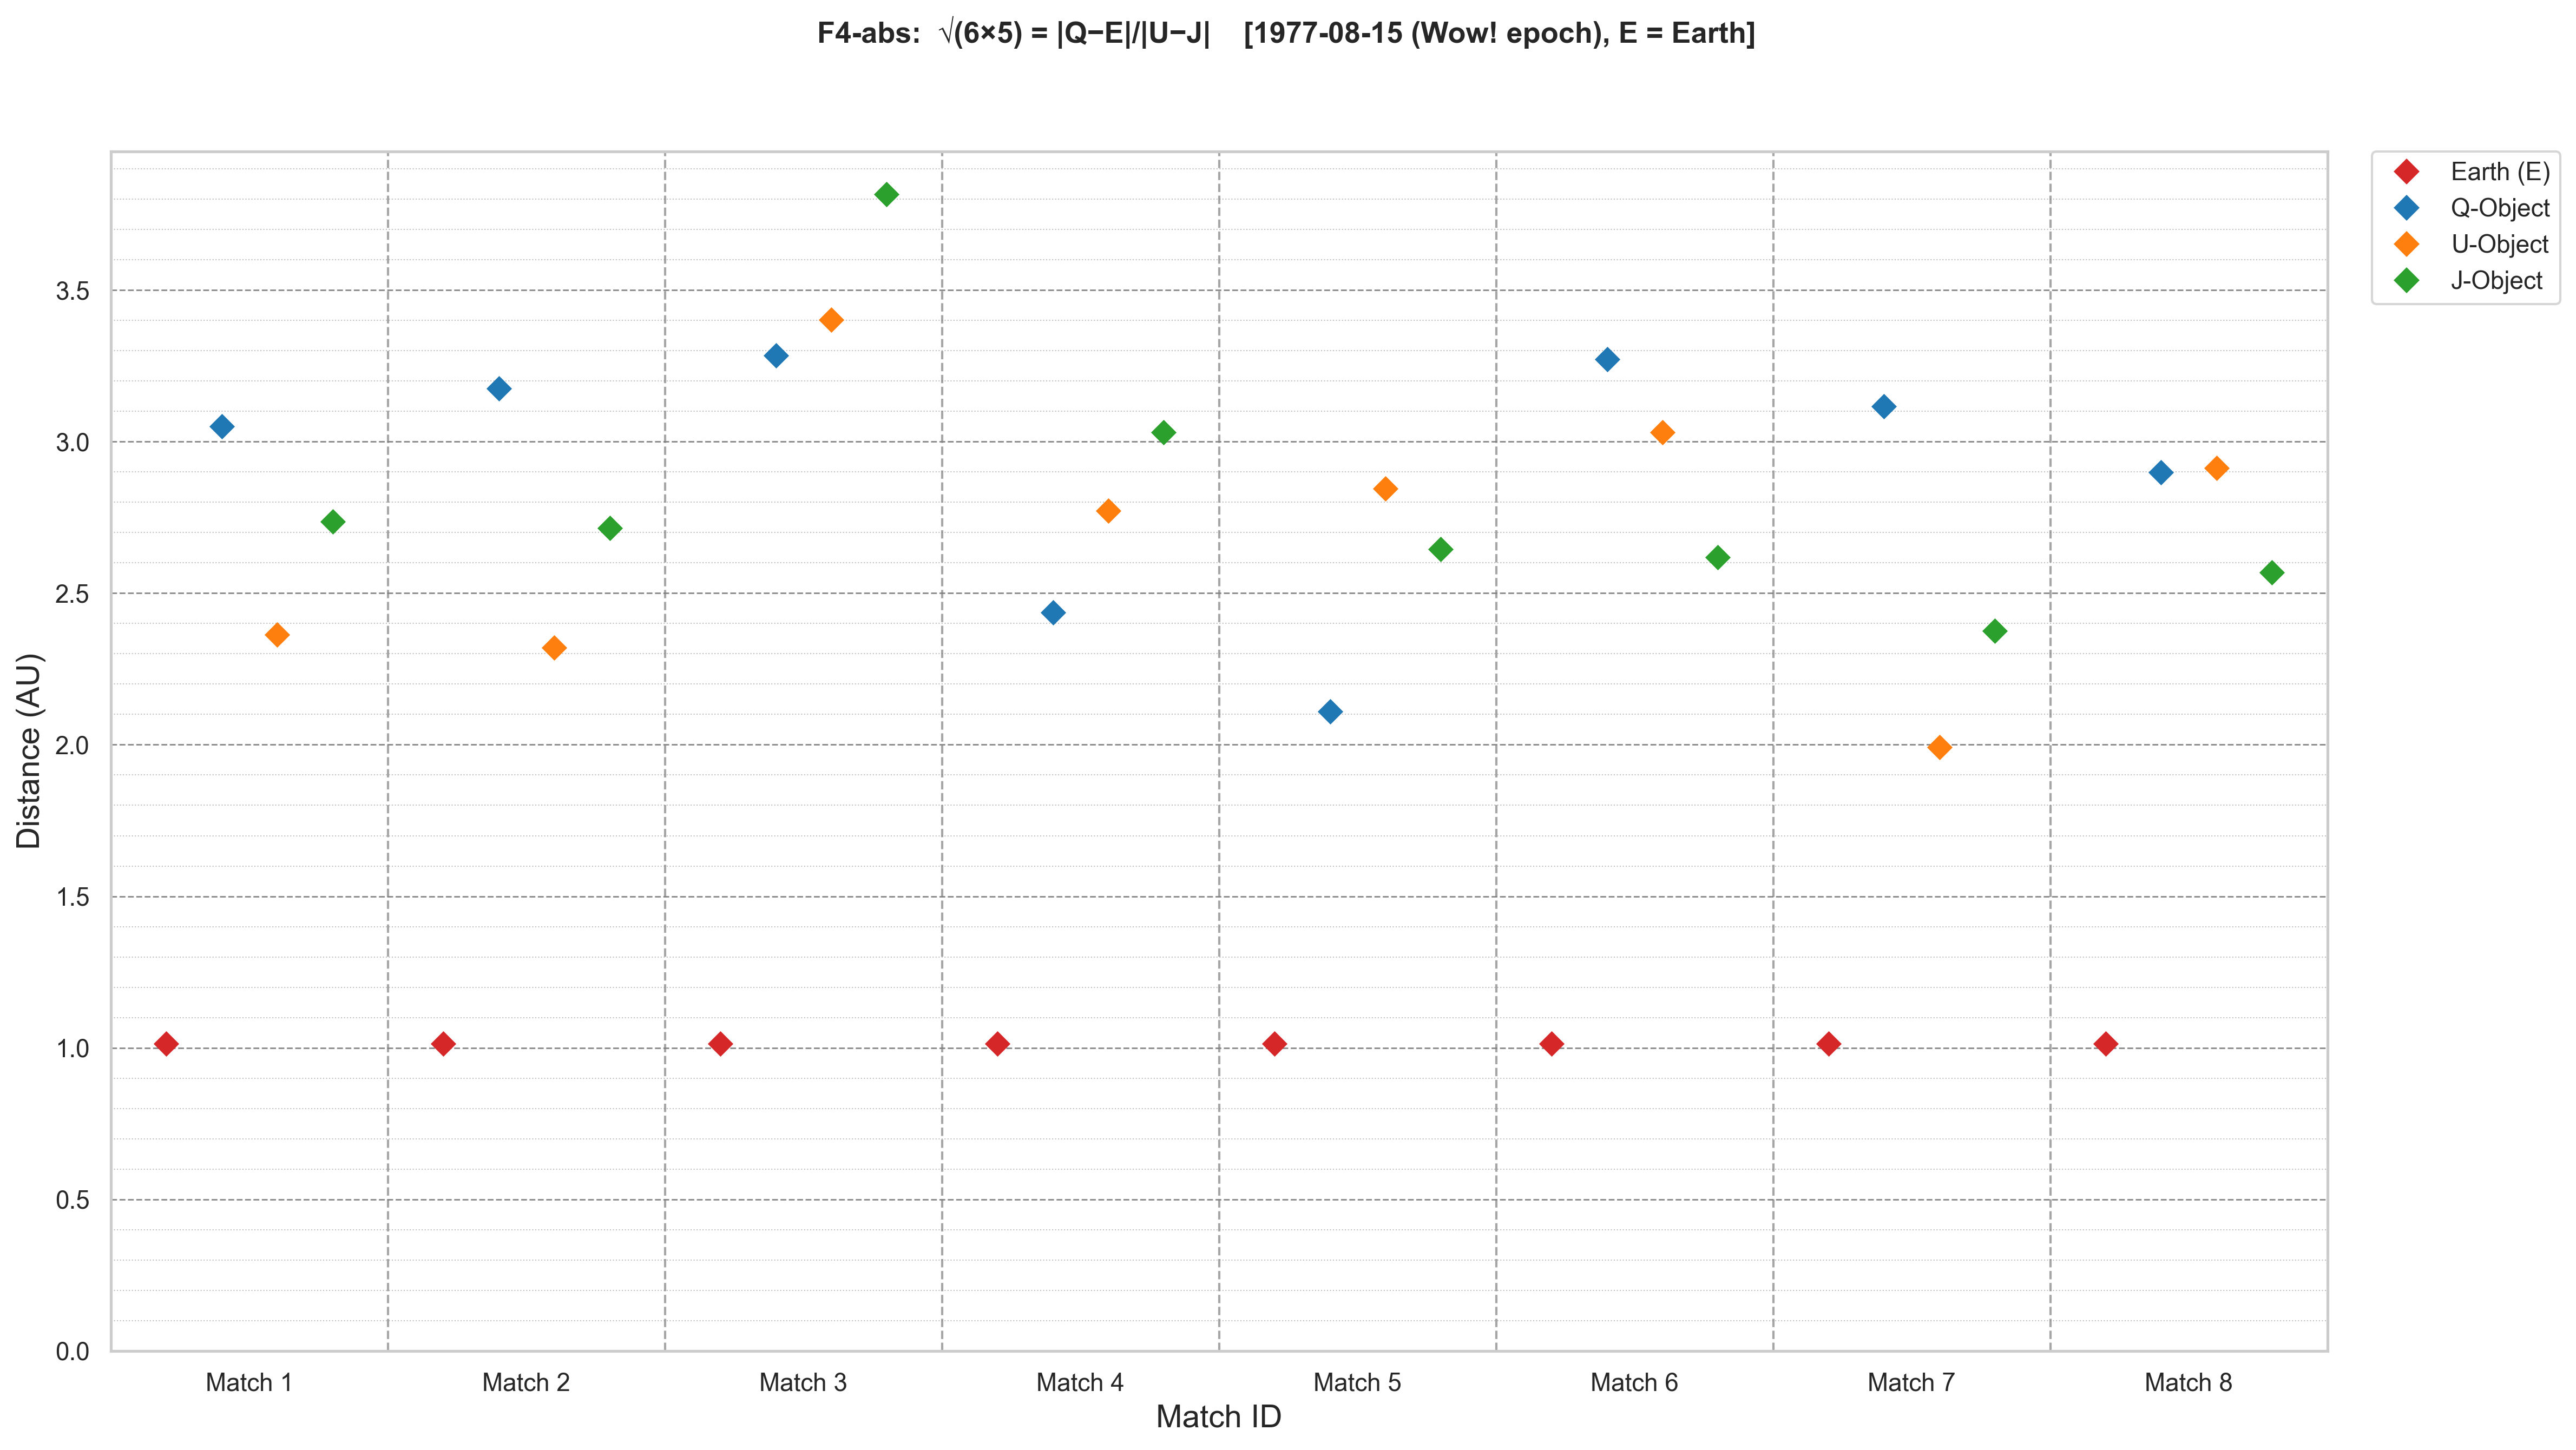 F4-abs:  √(6×5) = |Q−E|/|U−J|    [1977-08-15 (Wow! epoch), E = Earth]
Earth (E)
Q-Object
U-Object
J-Object
Distance (AU)
3.5
3.0
2.5
2.0
1.5
1.0
0.5
0.0
Match 1 Match 2 Match 3 Match 4 Match 5 Match 6 Match 7 Match 8
Match ID